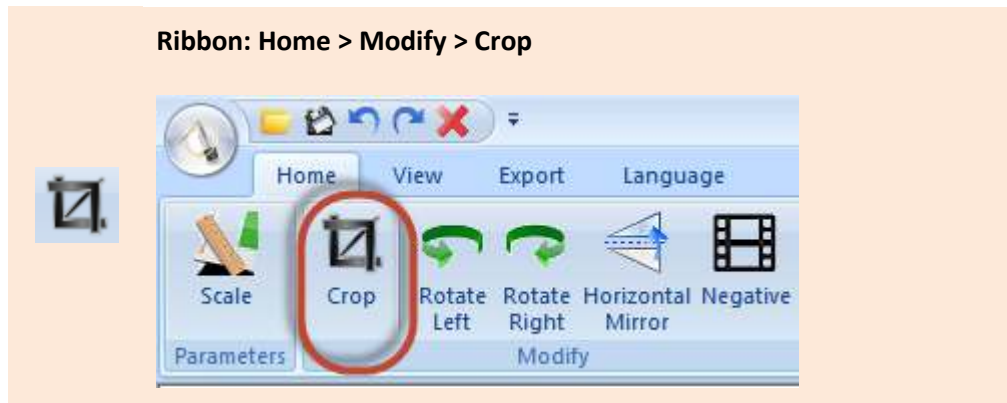 Ribbon: Home > Modify > Crop
Home View Export Language
Scale Crop Rotate Left Rotate Right Horizontal Mirror Negative
Parameters Modify